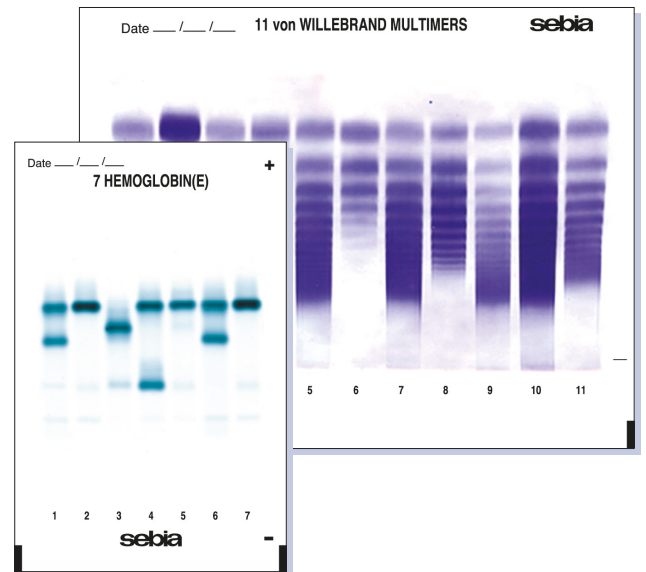 Date ___ /___ /___ 11 von WILLEBRAND MULTIMERS sebia
5 6 7 8 9 10 11
Date ___ /___ /___ +
7 HEMOGLOBIN(E)
1 2 3 4 5 6 7
sebia -